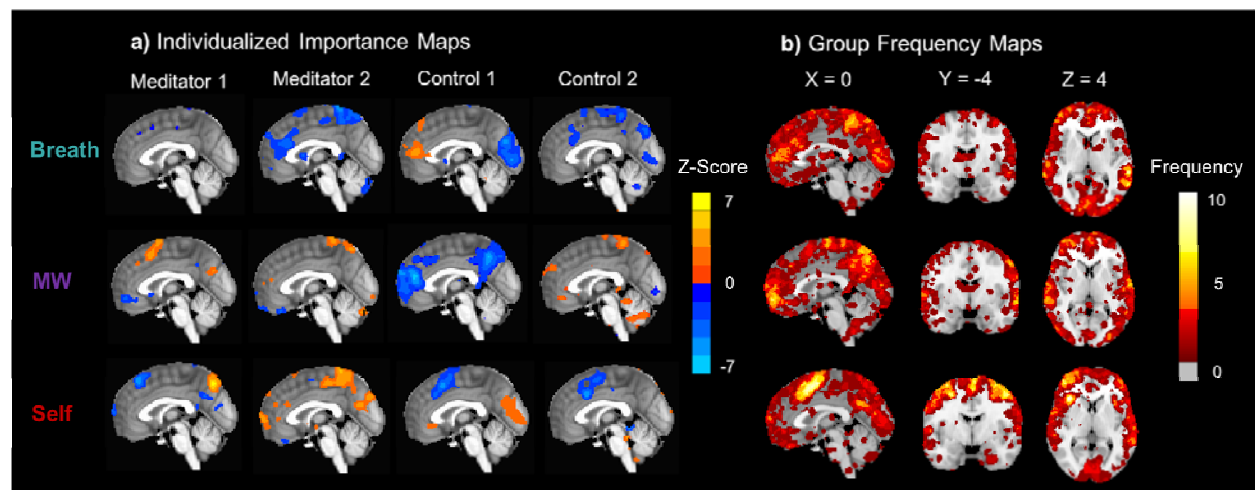 a) Individualized Importance Maps
b) Group Frequency Maps
Meditator 1
Meditator 2
Control 1
Control 2
X = 0
Y = -4
Z = 4
Breath
MW
Self
Z-Score
7
0
-7
Frequency
10
5
0